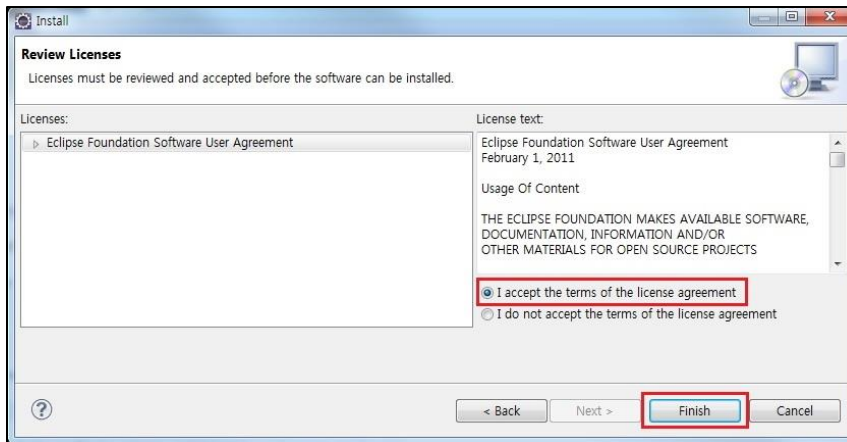 Install
Review Licenses
Licenses must be reviewed and accepted before the software can be installed.
Licenses:
Eclipse Foundation Software User Agreement
License text:
Eclipse Foundation Software User Agreement
February 1, 2011
Usage Of Content
THE ECLIPSE FOUNDATION MAKES AVAILABLE SOFTWARE,
DOCUMENTATION, INFORMATION AND/OR
OTHER MATERIALS FOR OPEN SOURCE PROJECTS
I accept the terms of the license agreement
I do not accept the terms of the license agreement
?
< Back
Next >
Finish
Cancel